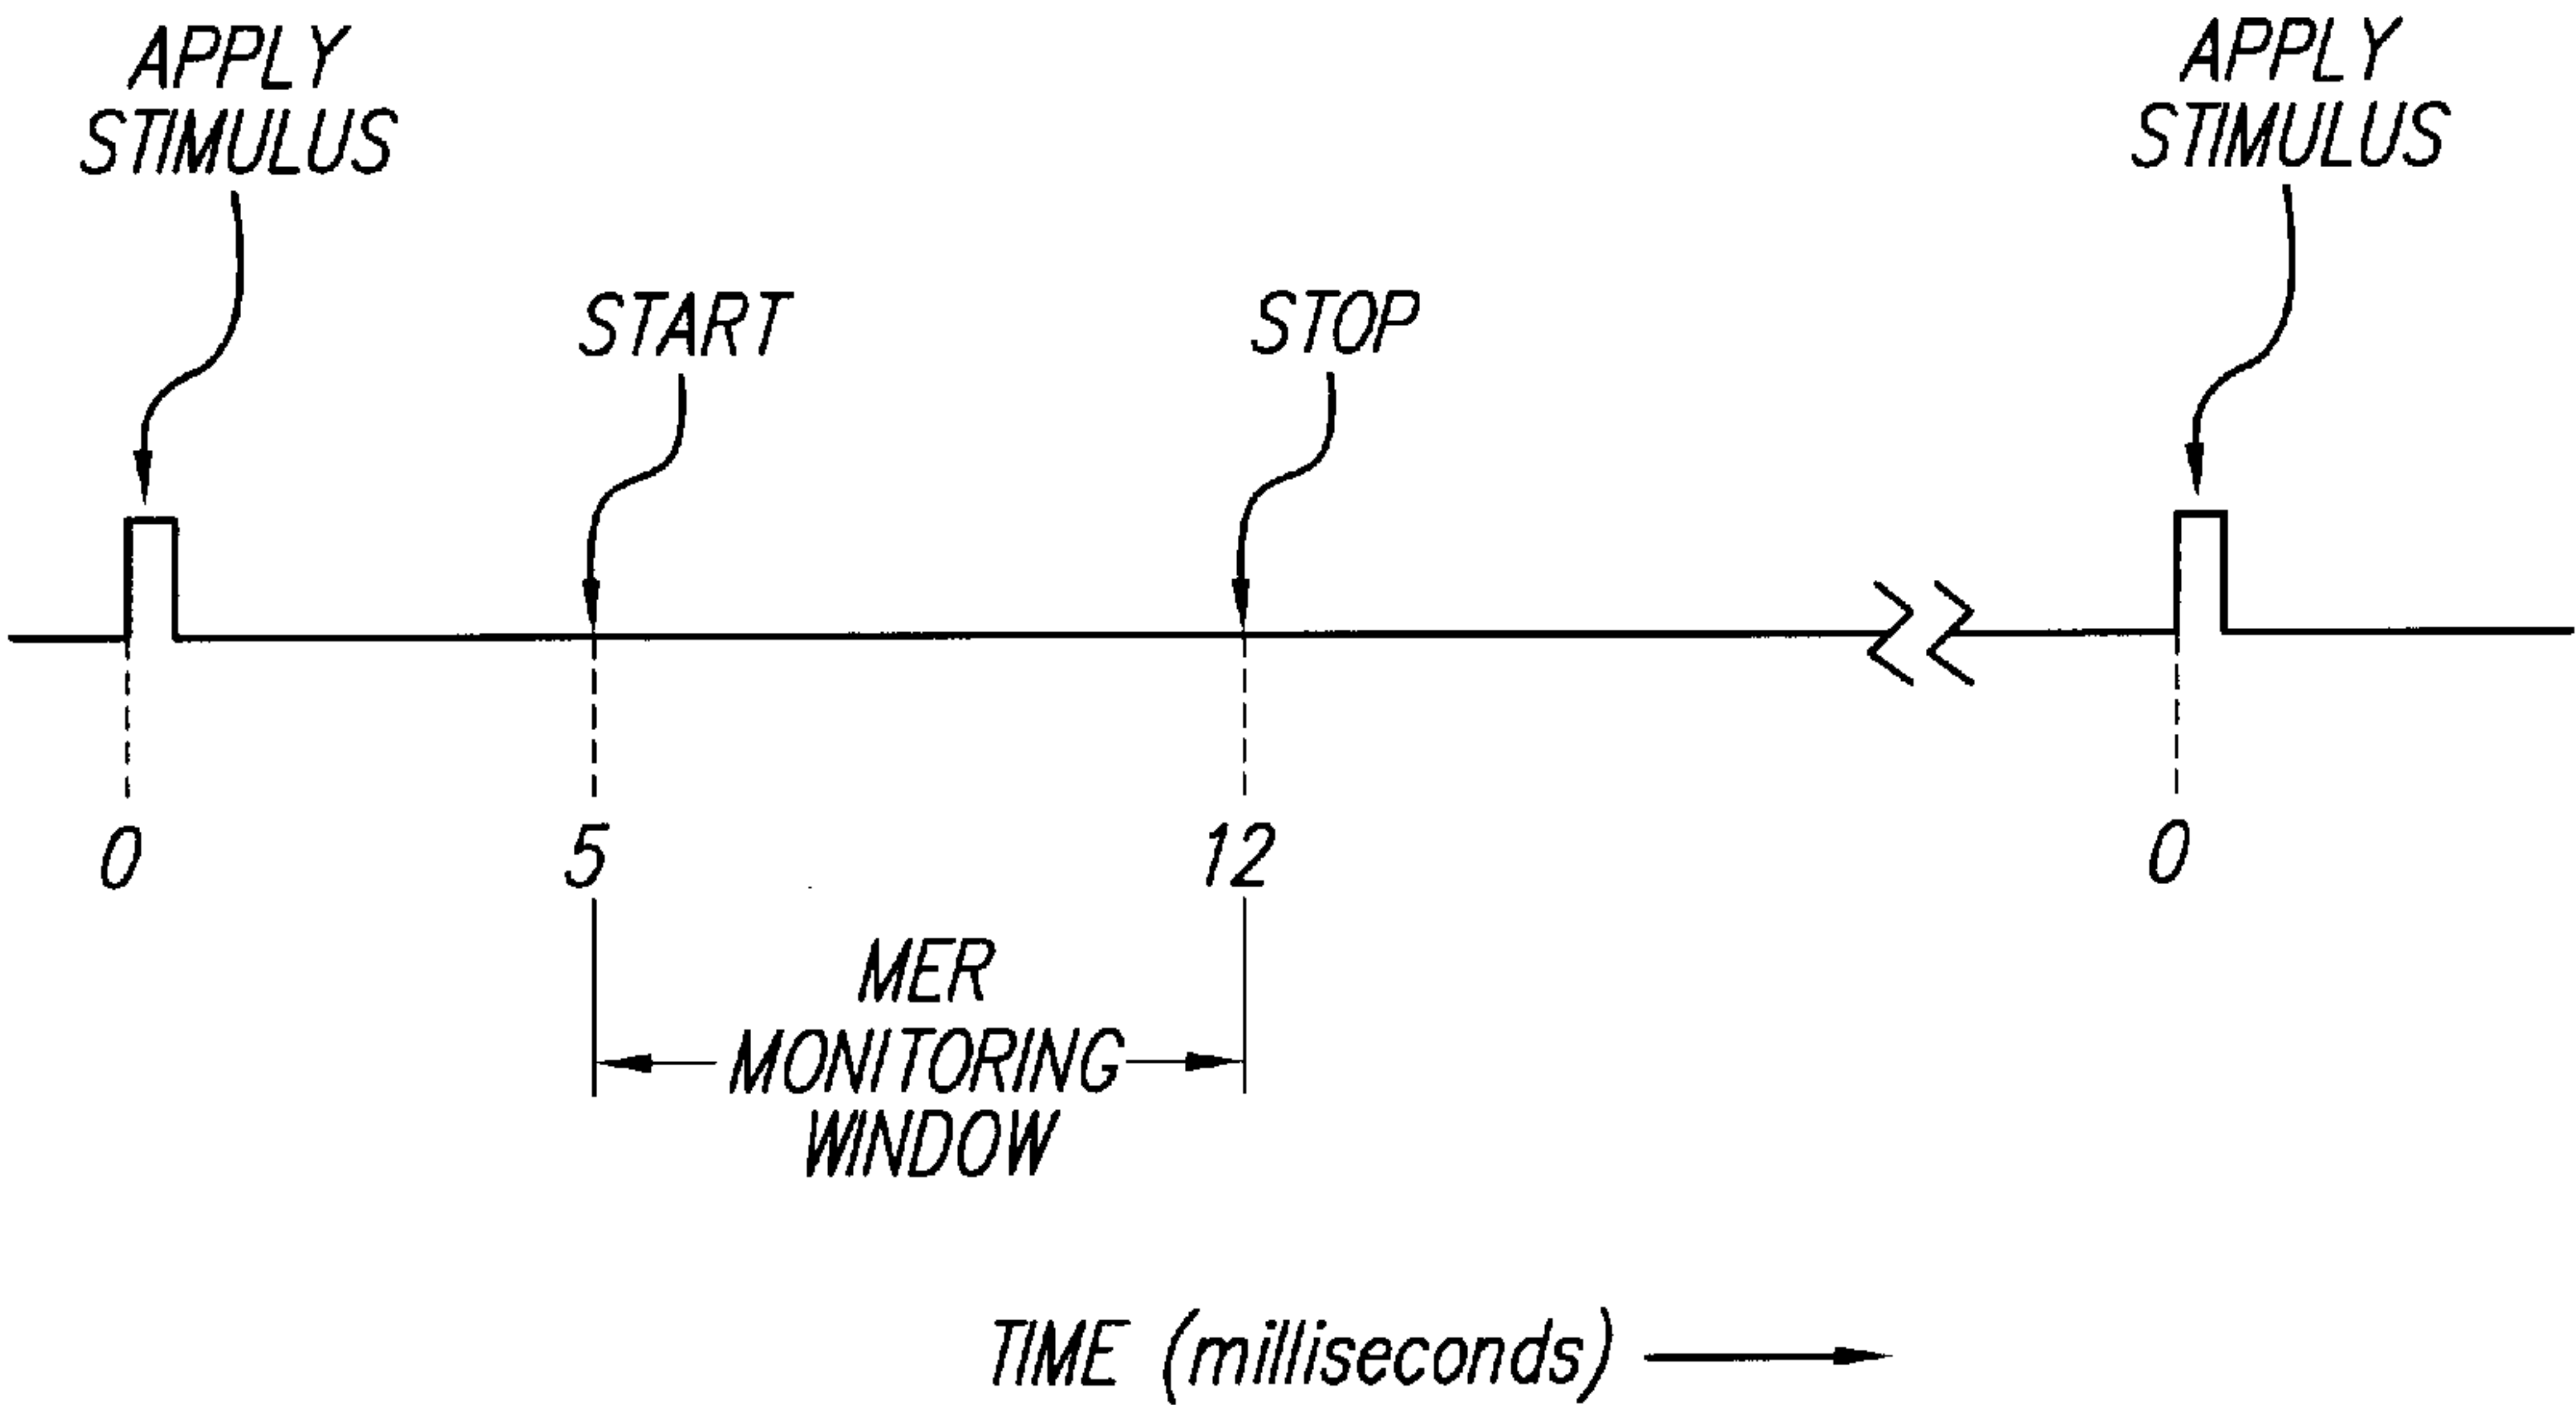 APPLY
STIMULUS
APPLY
STIMULUS
START
STOP
0
5
12
0
MER
MONITORING
WINDOW
TIME (milliseconds)